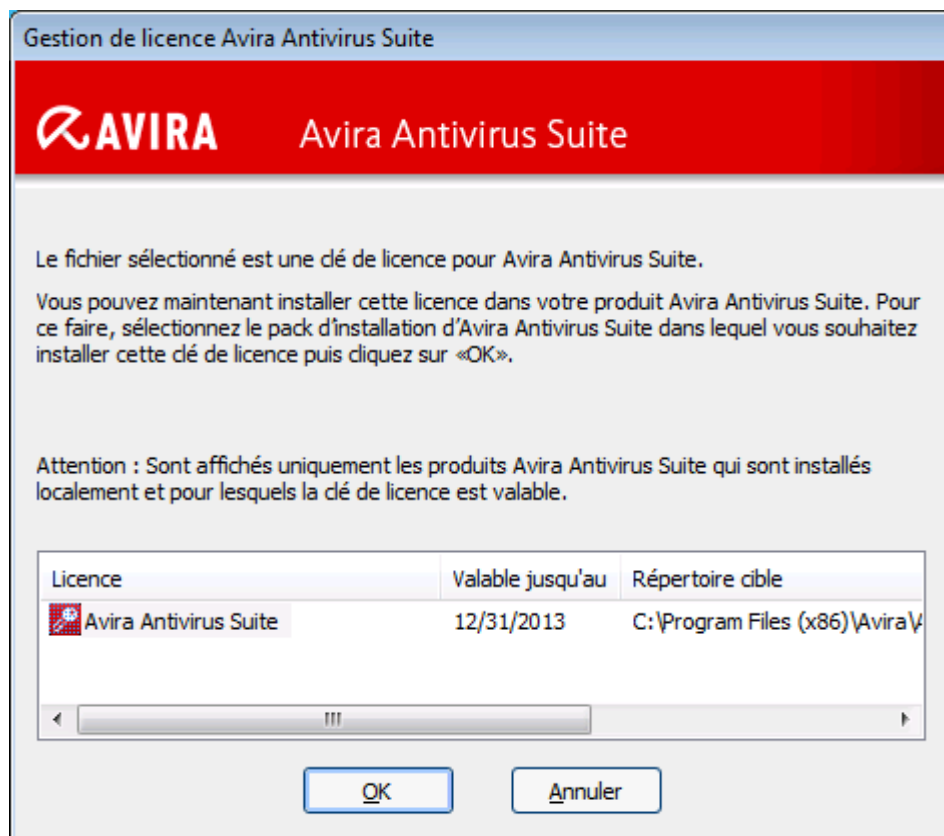 Gestion de licence Avira Antivirus Suite
AVIRA Avira Antivirus Suite
Le fichier sélectionné est une clé de licence pour Avira Antivirus Suite.
Vous pouvez maintenant installer cette licence dans votre produit Avira Antivirus Suite. Pour
ce faire, sélectionnez le pack d'installation d'Avira Antivirus Suite dans lequel vous souhaitez
installer cette clé de licence puis cliquez sur «OK».
Attention : Sont affichés uniquement les produits Avira Antivirus Suite qui sont installés
localement et pour lesquels la clé de licence est valable.
Licence Valable jusqu'au Répertoire cible
Avira Antivirus Suite 12/31/2013 C:\Program Files (x86)\Avira\A
OK Annuler